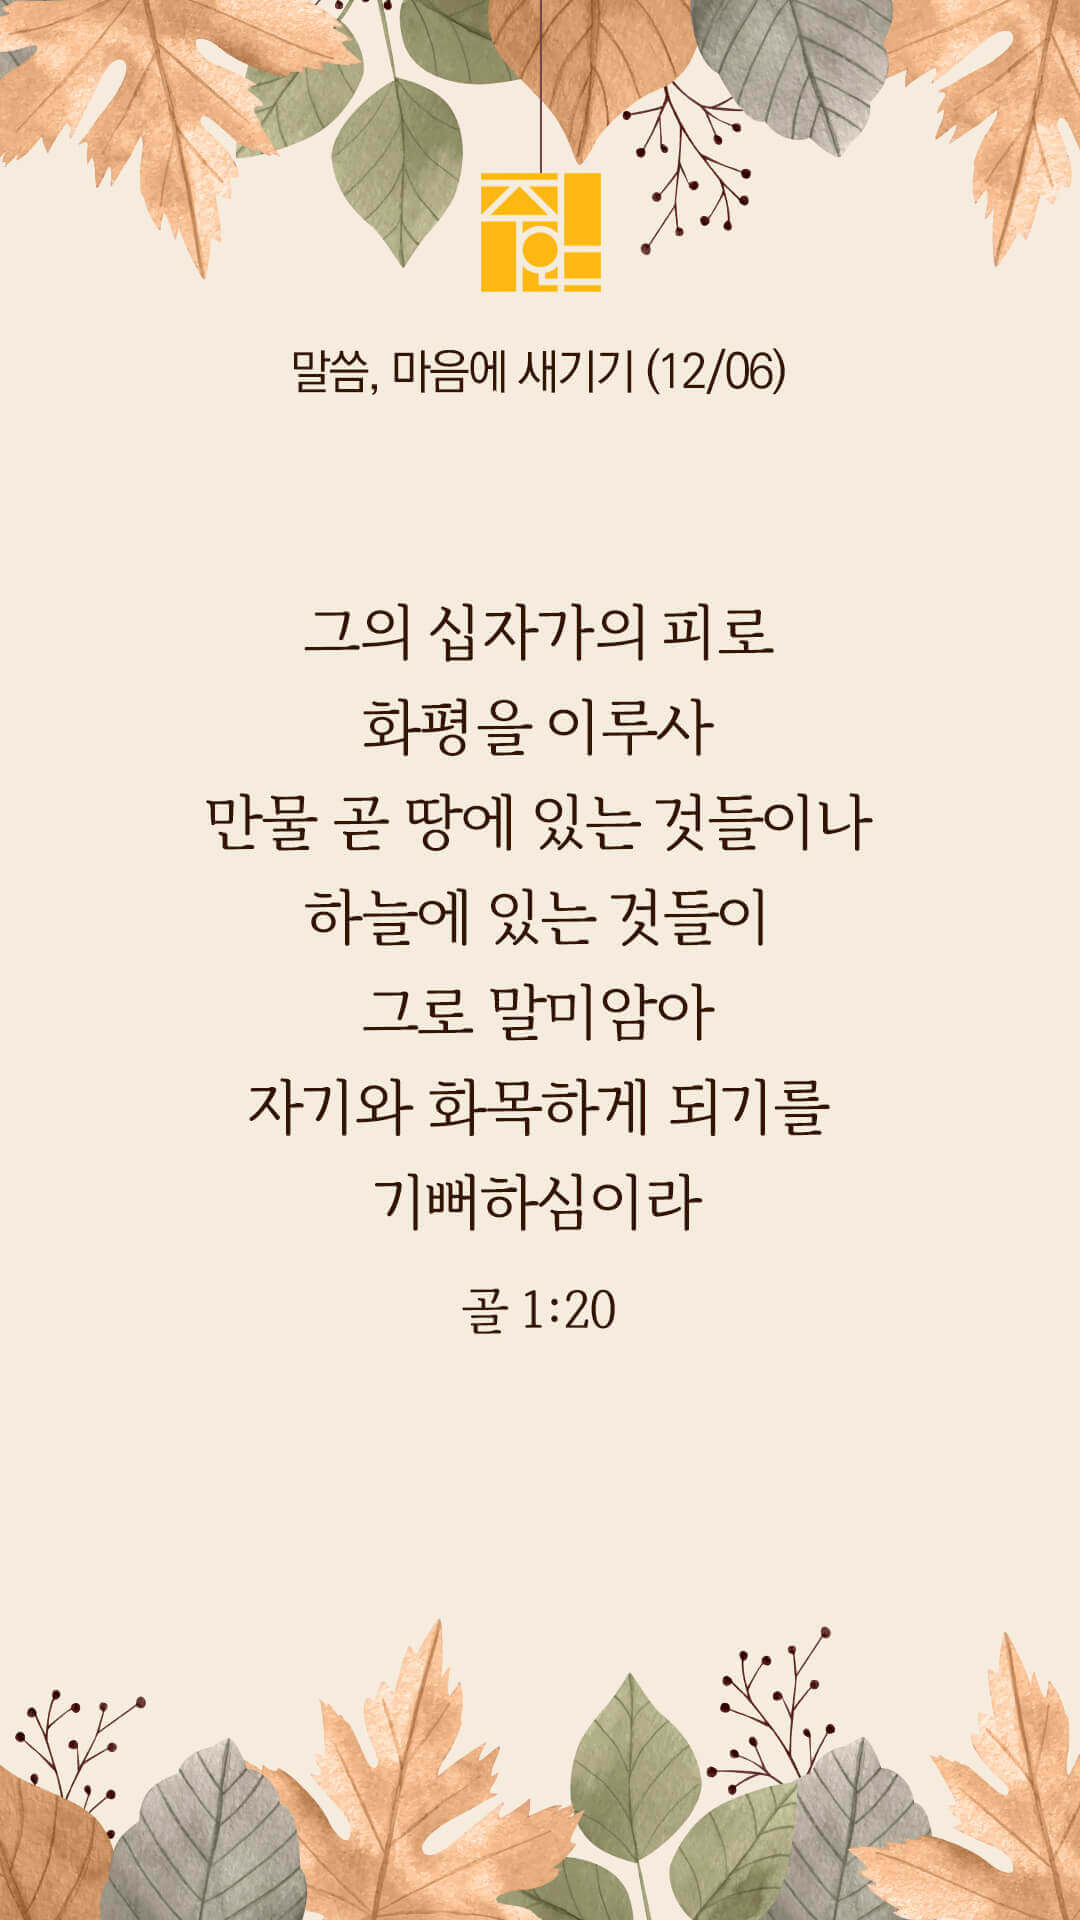 말씀, 마음에 새기기 (12/06)
그의 십자가의 피로
화평을 이루사
만물 곧 땅에 있는 것들이나
하늘에 있는 것들이
그로 말미암아
자기와 화목하게 되기를
기뻐하심이라
골 1:20